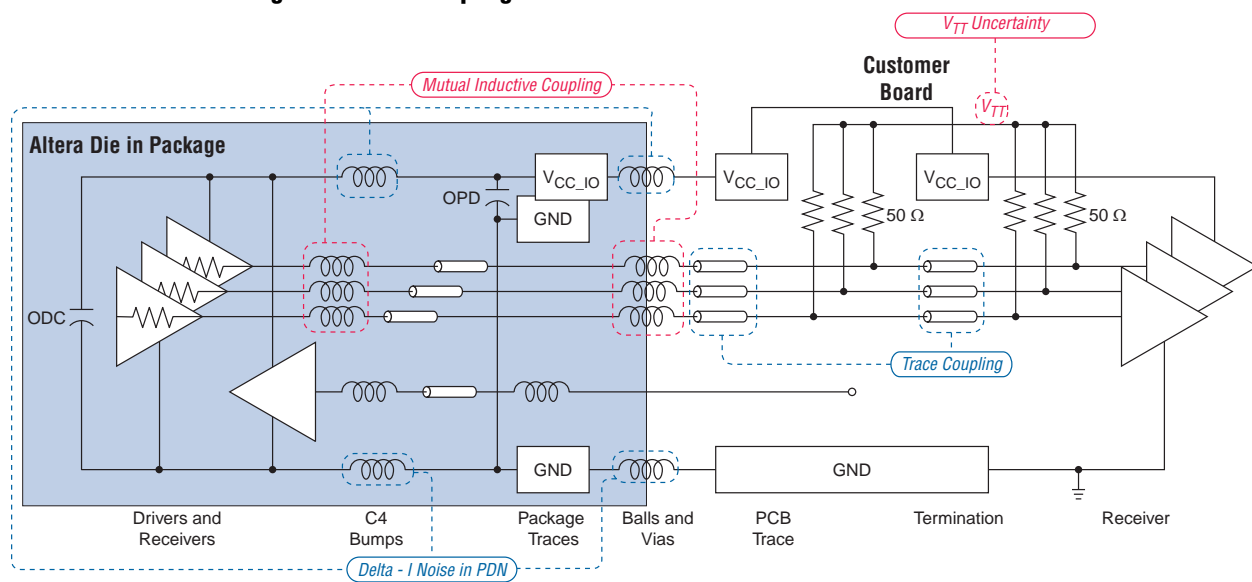 V_TT Uncertainty
Customer
Board
Mutual Inductive Coupling
V_TT
Altera Die in Package
OPD
V_CC_IO
V_CC_IO
V_CC_IO
GND
50 Ω
50 Ω
ODC
Trace Coupling
GND
GND
Drivers and
Receivers
C4
Bumps
Package
Traces
Balls and
Vias
PCB
Trace
Termination
Receiver
Delta - I Noise in PDN